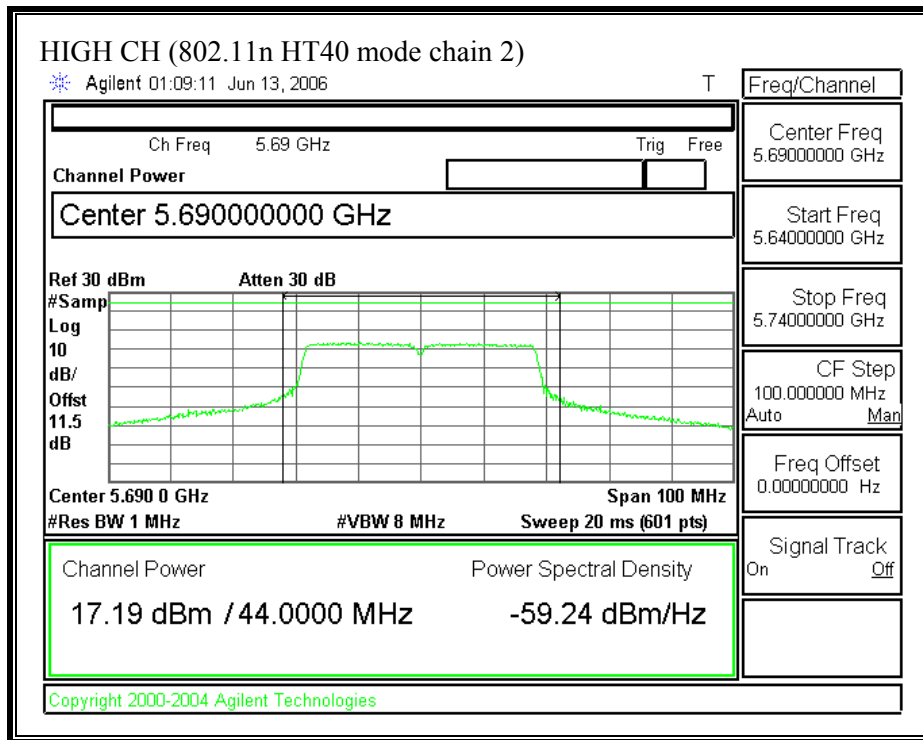 HIGH CH (802.11n HT40 mode chain 2)
Agilent 01:09:11 Jun 13, 2006 T
Freq/Channel
Ch Freq 5.69 GHz Trig Free
Channel Power
Center 5.690000000 GHz
Ref 30 dBm Atten 30 dB
#Samp
Log
10
dB/
Offst
11.5
dB
Center 5.690 0 GHz Span 100 MHz
#Res BW 1 MHz #VBW 8 MHz Sweep 20 ms (601 pts)
Channel Power Power Spectral Density
17.19 dBm / 44.0000 MHz -59.24 dBm/Hz
Center Freq
5.69000000 GHz
Start Freq
5.64000000 GHz
Stop Freq
5.74000000 GHz
CF Step
100.000000 MHz
Auto Man
Freq Offset
0.00000000 Hz
Signal Track
On Off
Copyright 2000-2004 Agilent Technologies